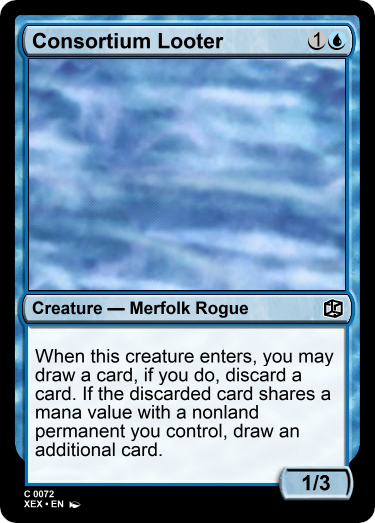 Consortium Looter 1
Creature — Merfolk Rogue
When this creature enters, you may
draw a card, if you do, discard a
card. If the discarded card shares a
mana value with a nonland
permanent you control, draw an
additional card.
1/3
C 0072
XEX • EN